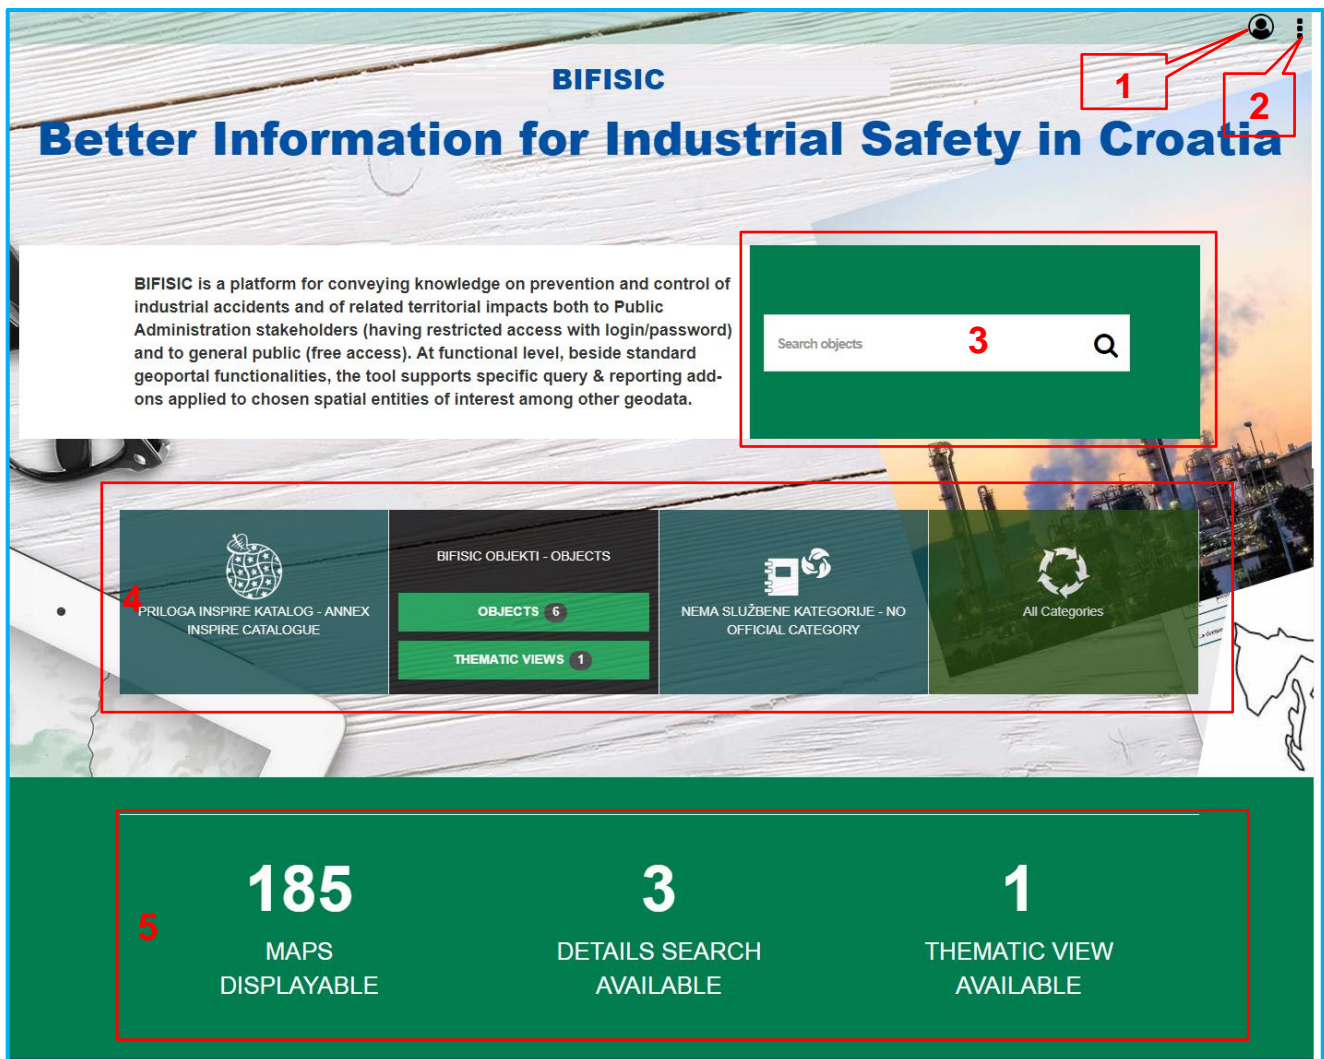 1
2
BIFISIC
Better Information for Industrial Safety in Croatia
BIFISIC is a platform for conveying knowledge on prevention and control of
industrial accidents and of related territorial impacts both to Public
Administration stakeholders (having restricted access with login/password)
and to general public (free access). At functional level, beside standard
geoportal functionalities, the tool supports specific query & reporting add-
ons applied to chosen spatial entities of interest among other geodata.
Search objects
3
4
PRILOGA INSPIRE KATALOG - ANNEX
INSPIRE CATALOGUE
BIFISIC OBJEKTI - OBJECTS
OBJECTS 6
THEMATIC VIEWS 1
NEMA SLUŽBENE KATEGORIJE - NO
OFFICIAL CATEGORY
All Categories
5
185
MAPS
DISPLAYABLE
3
DETAILS SEARCH
AVAILABLE
1
THEMATIC VIEW
AVAILABLE